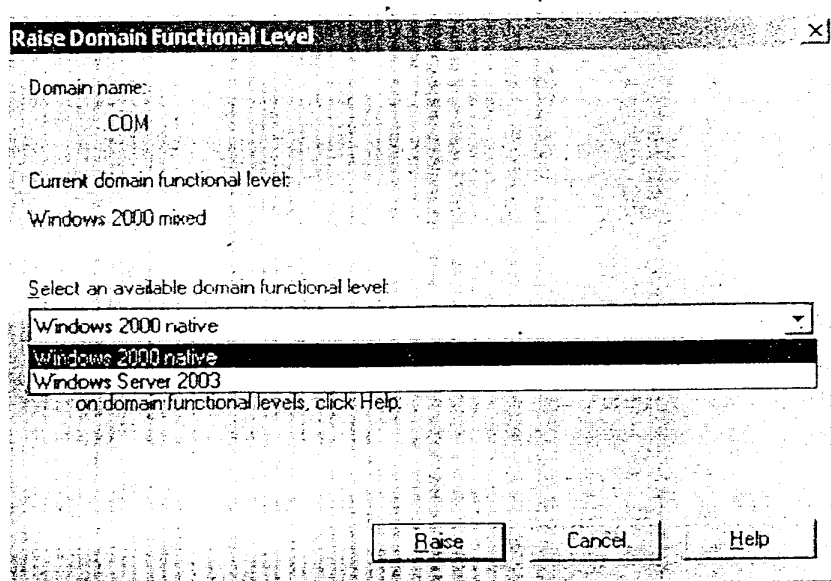 Raise Domain Functional Level
Domain name:
COM
Current domain functional level:
Windows 2000 mixed
Select an available domain functional level:
Windows 2000 native
Windows 2000 native
Windows Server 2003
on domain functional levels, click Help.
Raise
Cancel
Help